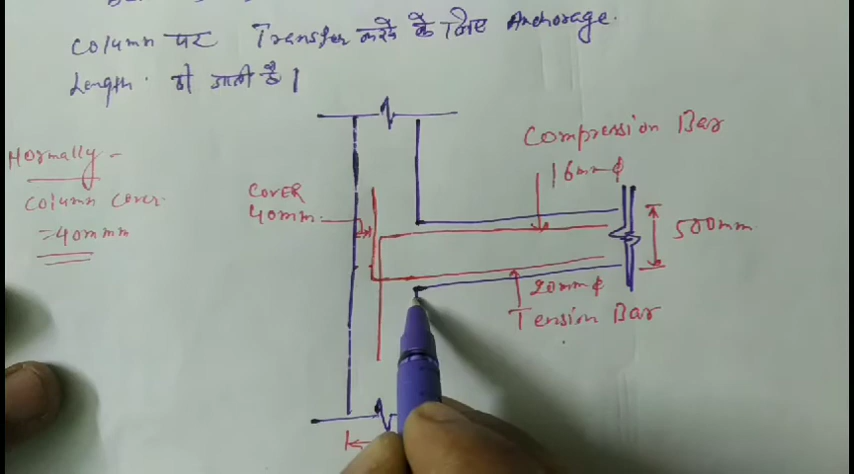 Column पर Transfer करने के लिए Anchorage.
Length. दी जाती है।
Compression Bar
16mm ϕ
Normally -
Column Cover.
=40mm
COVER
40mm.
500mm
20mm ϕ
Tension Bar